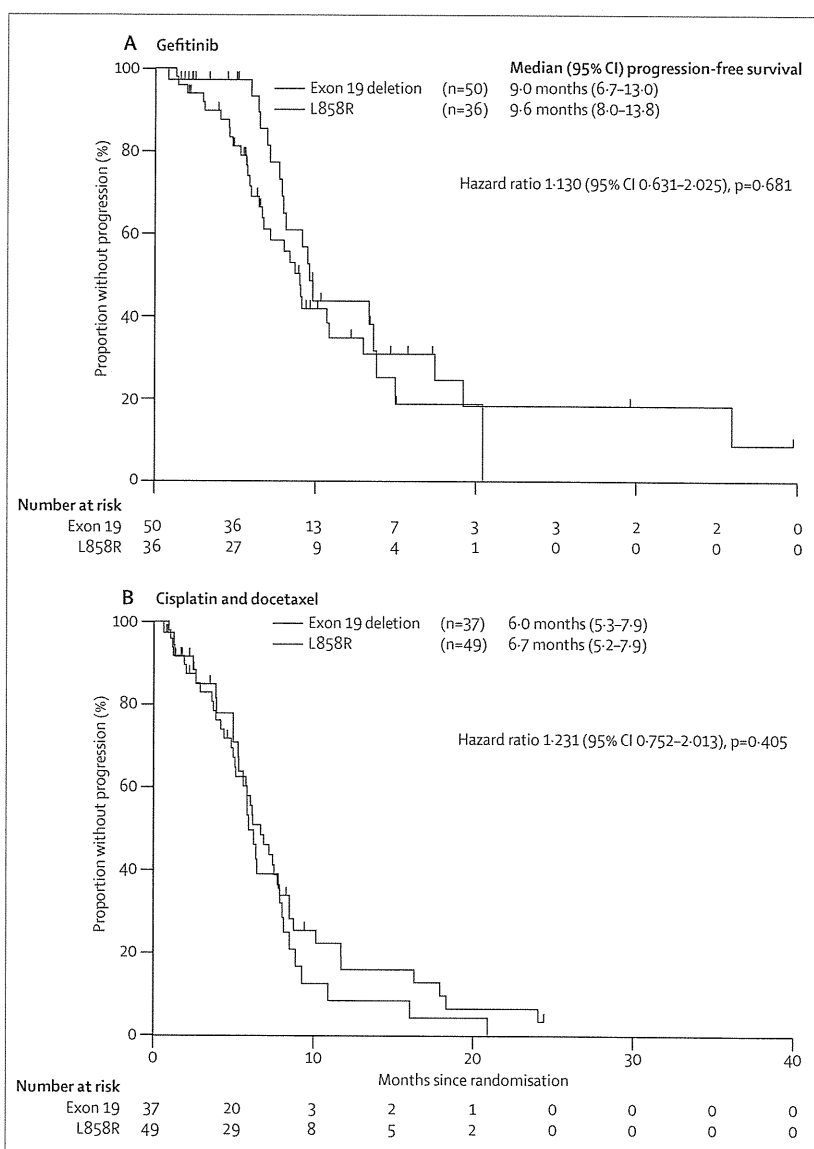 A Gefitinib
Median (95% CI) progression-free survival
Exon 19 deletion (n=50) 9·0 months (6·7–13·0)
L858R (n=36) 9·6 months (8·0–13·8)
Hazard ratio 1·130 (95% CI 0·631–2·025), p=0·681
Proportion without progression (%)
100
80
60
40
20
0
Number at risk
Exon 19 50 36 13 7 3 3 2 2 0
L858R 36 27 9 4 1 0 0 0 0
B Cisplatin and docetaxel
Exon 19 deletion (n=37) 6·0 months (5·3–7·9)
L858R (n=49) 6·7 months (5·2–7·9)
Hazard ratio 1·231 (95% CI 0·752–2·013), p=0·405
Proportion without progression (%)
100
80
60
40
20
0
0 10 20 30 40
Months since randomisation
Number at risk
Exon 19 37 20 3 2 1 0 0 0 0
L858R 49 29 8 5 2 0 0 0 0